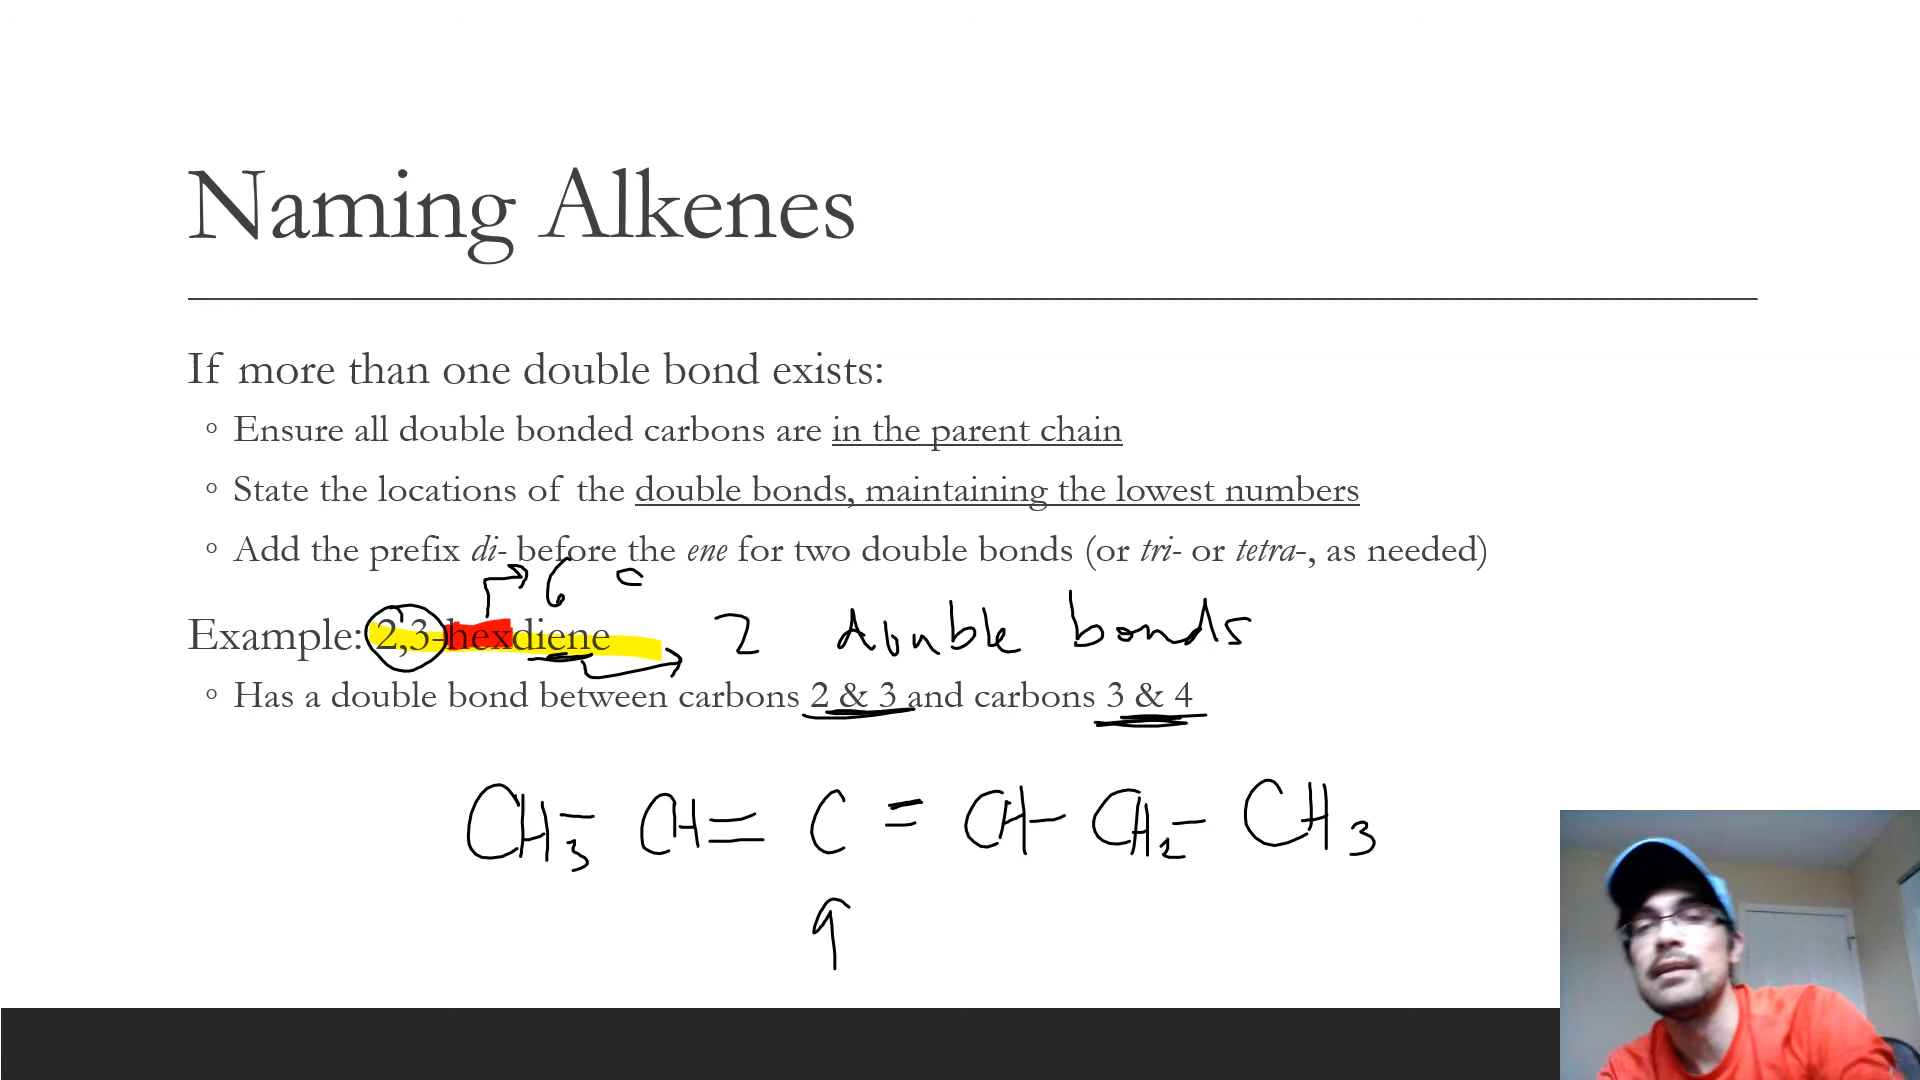 Naming Alkenes
If more than one double bond exists:
◦ Ensure all double bonded carbons are in the parent chain
◦ State the locations of the double bonds, maintaining the lowest numbers
◦ Add the prefix di- before the ene for two double bonds (or tri- or tetra-, as needed)
6 c
Example: 2,3-hexdiene 2 double bonds
◦ Has a double bond between carbons 2 & 3 and carbons 3 & 4
CH3- CH= C = CH- CH2- CH3